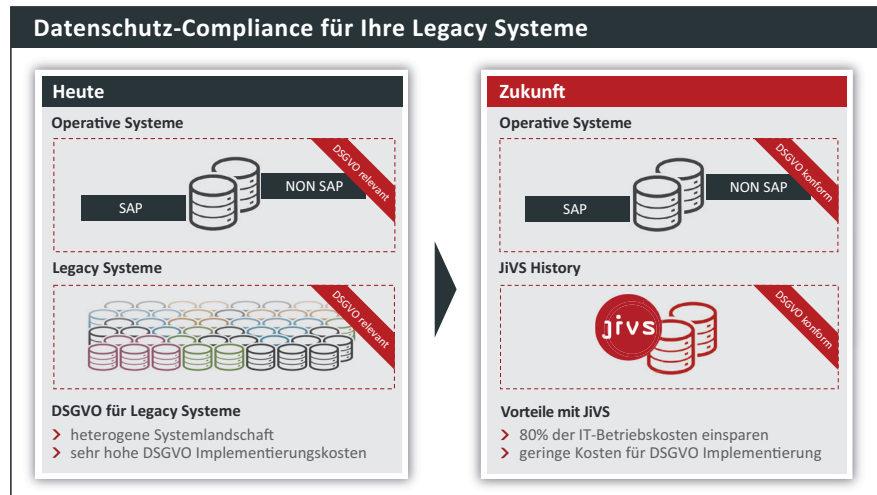 Datenschutz-Compliance für Ihre Legacy Systeme
Heute
Operative Systeme
DSGVO relevant
NON SAP
SAP
Legacy Systeme
DSGVO relevant
DSGVO für Legacy Systeme
> heterogene Systemlandschaft
> sehr hohe DSGVO Implementierungskosten
Zukunft
Operative Systeme
DSGVO konform
NON SAP
SAP
JiVS History
DSGVO konform
jivs
Vorteile mit JiVS
> 80% der IT-Betriebskosten einsparen
> geringe Kosten für DSGVO Implementierung